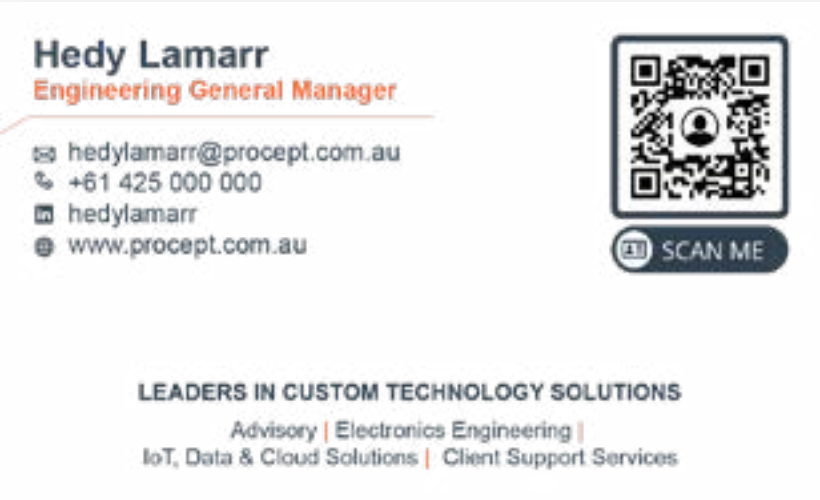 Hedy Lamarr
Engineering General Manager
hedylamarr@procept.com.au
+61 425 000 000
hedylamarr
www.procept.com.au
SCAN ME
LEADERS IN CUSTOM TECHNOLOGY SOLUTIONS
Advisory | Electronics Engineering |
IoT, Data & Cloud Solutions | Client Support Services